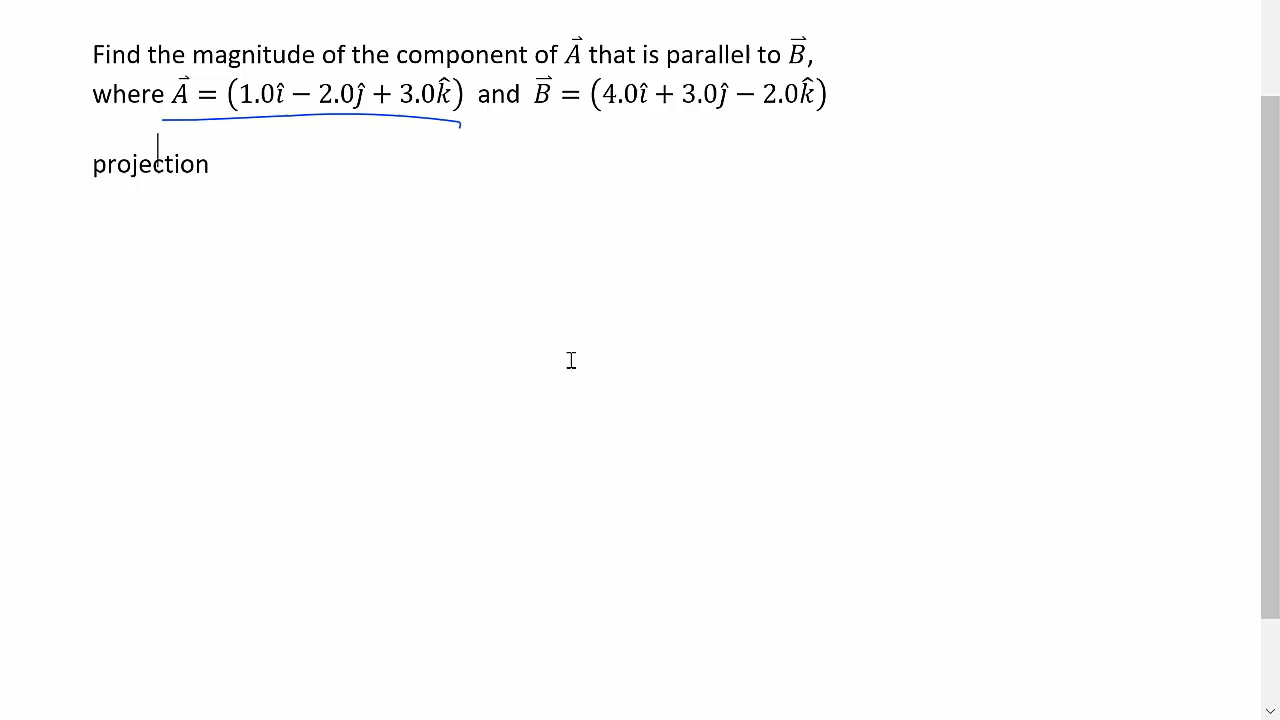 Find the magnitude of the component of A⃗ that is parallel to B⃗,
where A⃗ = (1.0î − 2.0ĵ + 3.0k̂) and B⃗ = (4.0î + 3.0ĵ − 2.0k̂)
projection